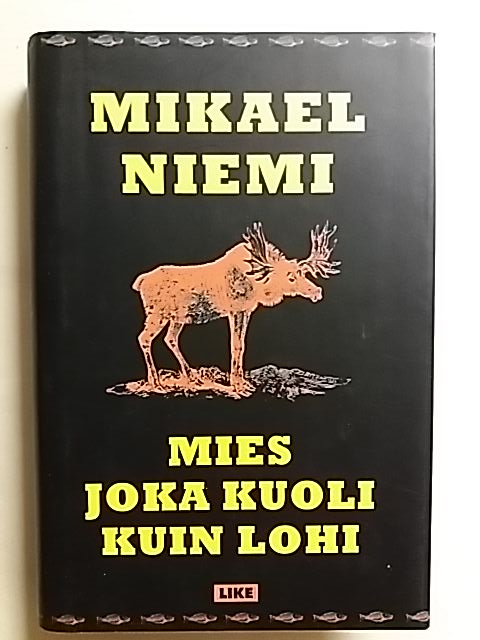 MIKAEL
NIEMI
MIES
JOKA KUOLI
KUIN LOHI
LIKE